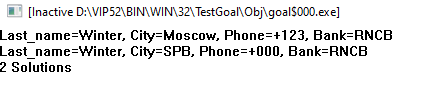 [Inactive D:\VIP52\BIN\WIN\32\TestGoal\Obj\goal$000.exe]
Last_name=Winter, City=Moscow, Phone=+123, Bank=RNCB
Last_name=Winter, City=SPB, Phone=+000, Bank=RNCB
2 Solutions